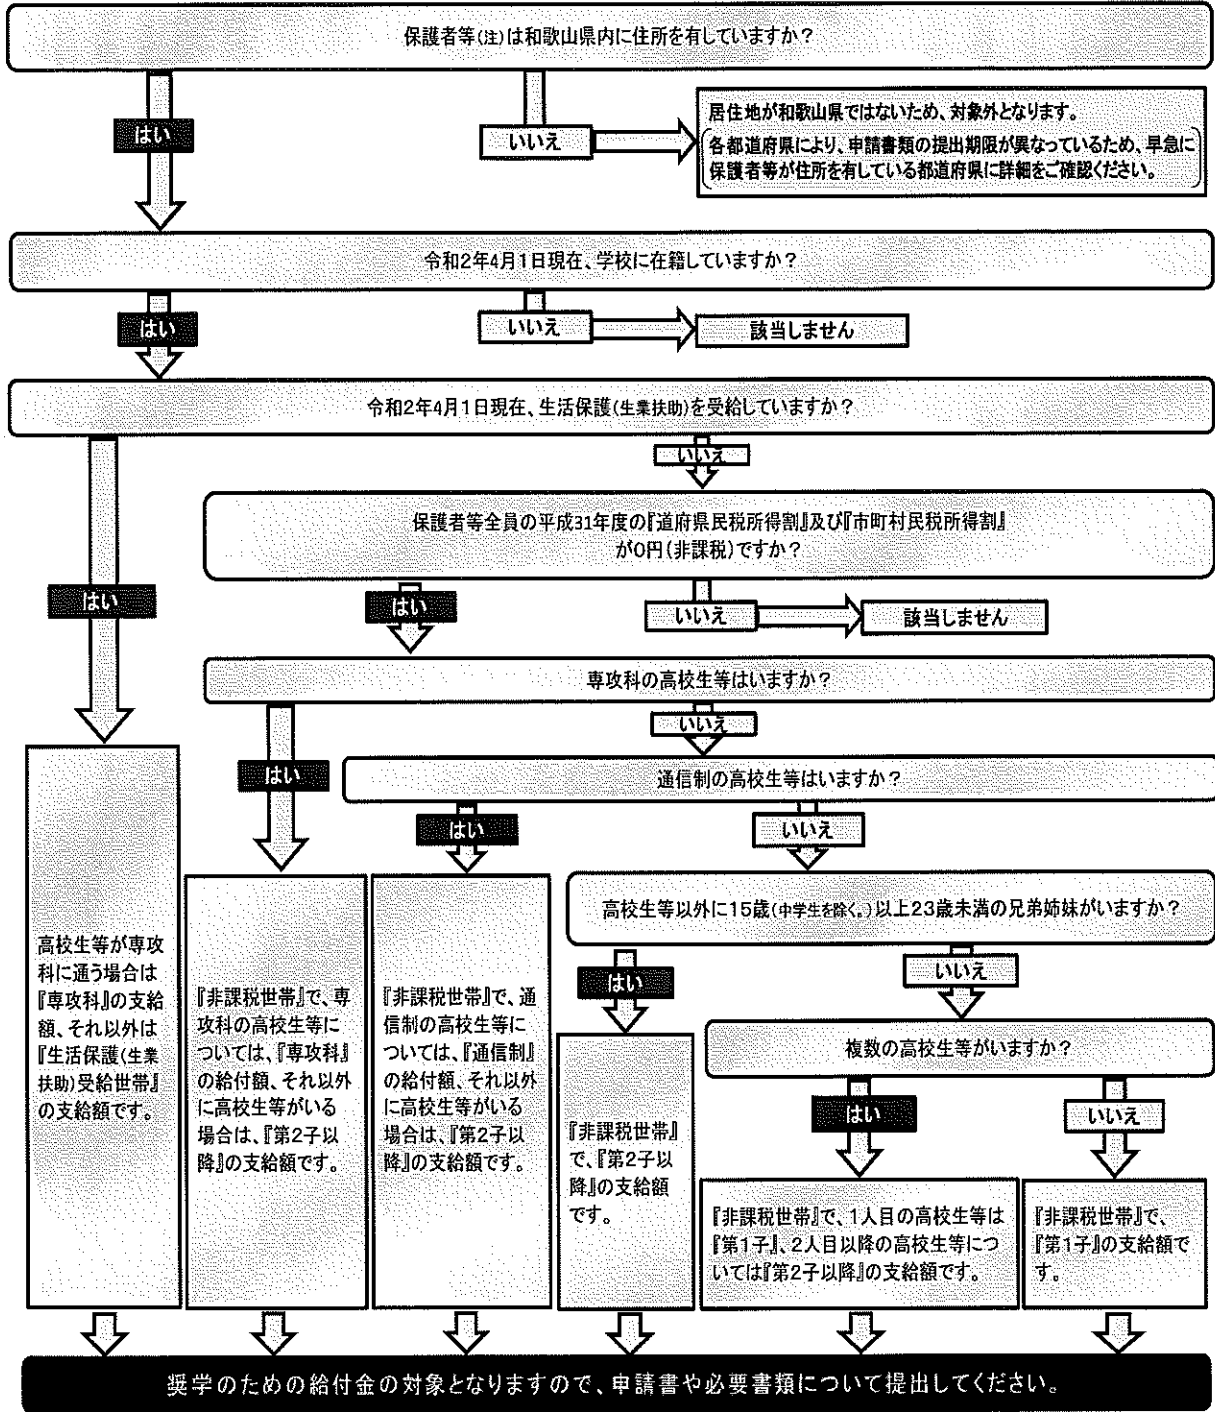 保護者等(注)は和歌山県内に住所を有していますか？
はい
いいえ
居住地が和歌山県ではないため、対象外となります。
各都道府県により、申請書類の提出期限が異なっているため、早急に
保護者等が住所を有している都道府県に詳細をご確認ください。
令和2年4月1日現在、学校に在籍していますか？
はい
いいえ
該当しません
令和2年4月1日現在、生活保護(生業扶助)を受給していますか？
いいえ
保護者等全員の平成31年度の『道府県民税所得割』及び『市町村民税所得割』
が0円(非課税)ですか？
はい
はい
いいえ
該当しません
専攻科の高校生等はいますか？
いいえ
はい
通信制の高校生等はいますか？
はい
いいえ
高校生等以外に15歳(中学生を除く。)以上23歳未満の兄弟姉妹がいますか？
はい
いいえ
複数の高校生等がいますか？
はい
いいえ
高校生等が専攻
科に通う場合は
『専攻科』の支給
額、それ以外は
『生活保護(生業
扶助)受給世帯』
の支給額です。
『非課税世帯』で、専
攻科の高校生等に
ついては、『専攻科』
の給付額、それ以外
に高校生等がいる
場合は、『第2子以
降』の支給額です。
『非課税世帯』で、通
信制の高校生等に
ついては、『通信制』
の給付額、それ以外
に高校生等がいる
場合は、『第2子以
降』の支給額です。
『非課税世帯』
で、『第2子以
降』の支給額
です。
『非課税世帯』で、1人目の高校生等は
『第1子』、2人目以降の高校生等につ
いては『第2子以降』の支給額です。
『非課税世帯』で、
『第1子』の支給額で
す。
奨学のための給付金の対象となりますので、申請書や必要書類について提出してください。